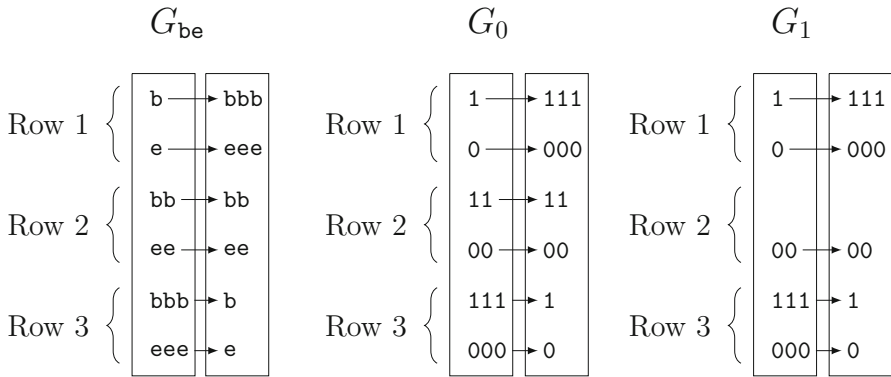 G_be G_0 G_1
b → bbb 1 → 111 1 → 111
Row 1 Row 1 Row 1
e → eee 0 → 000 0 → 000
bb → bb 11 → 11
Row 2 Row 2 Row 2
ee → ee 00 → 00 00 → 00
bbb → b 111 → 1 111 → 1
Row 3 Row 3 Row 3
eee → e 000 → 0 000 → 0